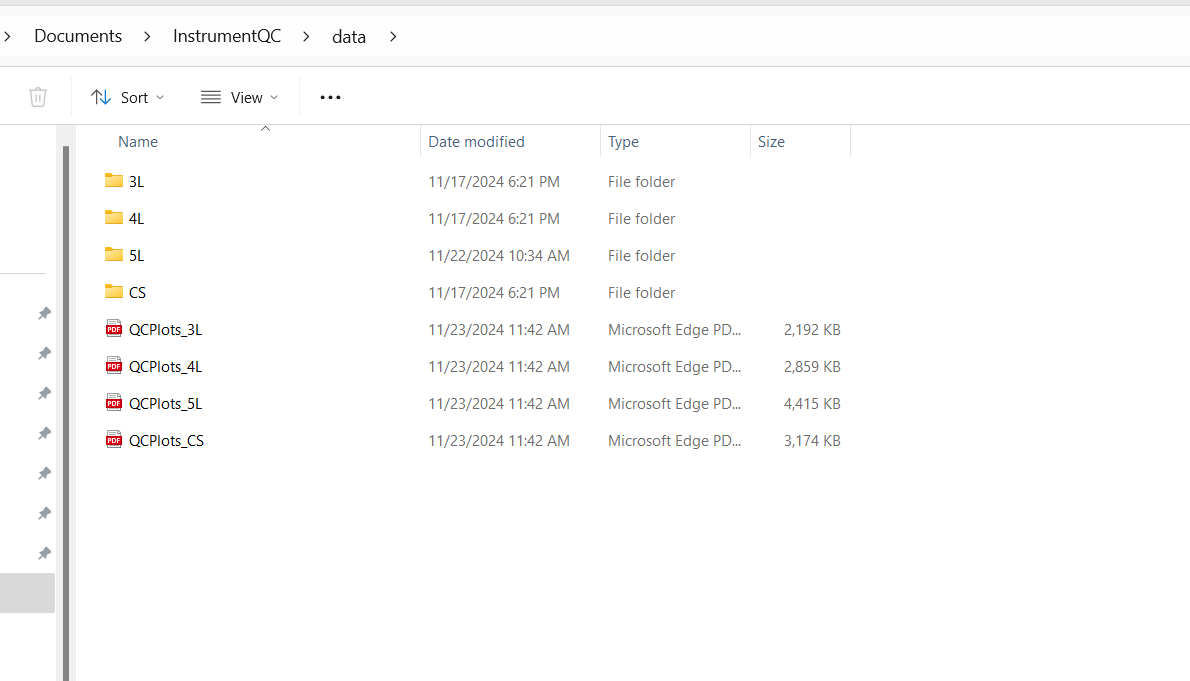 Documents InstrumentQC data
Sort View
Name Date modified Type Size
3L 11/17/2024 6:21 PM File folder
4L 11/17/2024 6:21 PM File folder
5L 11/22/2024 10:34 AM File folder
CS 11/17/2024 6:21 PM File folder
PDF QCPlots_3L 11/23/2024 11:42 AM Microsoft Edge PD... 2,192 KB
PDF QCPlots_4L 11/23/2024 11:42 AM Microsoft Edge PD... 2,859 KB
PDF QCPlots_5L 11/23/2024 11:42 AM Microsoft Edge PD... 4,415 KB
PDF QCPlots_CS 11/23/2024 11:42 AM Microsoft Edge PD... 3,174 KB